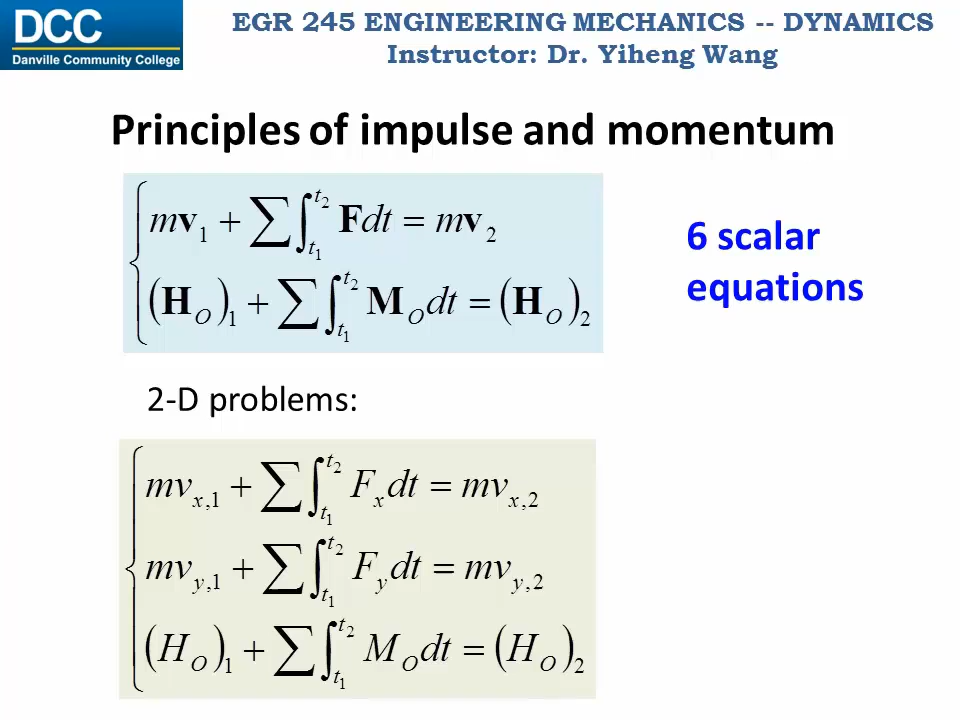 DCC
Danville Community College
EGR 245 ENGINEERING MECHANICS -- DYNAMICS
Instructor: Dr. Yiheng Wang
Principles of impulse and momentum
m𝐯₁ + ∑∫_{t₁}^{t₂} 𝐅dt = m𝐯₂
(𝐇_O)₁ + ∑∫_{t₁}^{t₂} 𝐌_O dt = (𝐇_O)₂
6 scalar
equations
2-D problems:
mv_{x,1} + ∑∫_{t₁}^{t₂} F_x dt = mv_{x,2}
mv_{y,1} + ∑∫_{t₁}^{t₂} F_y dt = mv_{y,2}
(H_O)₁ + ∑∫_{t₁}^{t₂} M_O dt = (H_O)₂